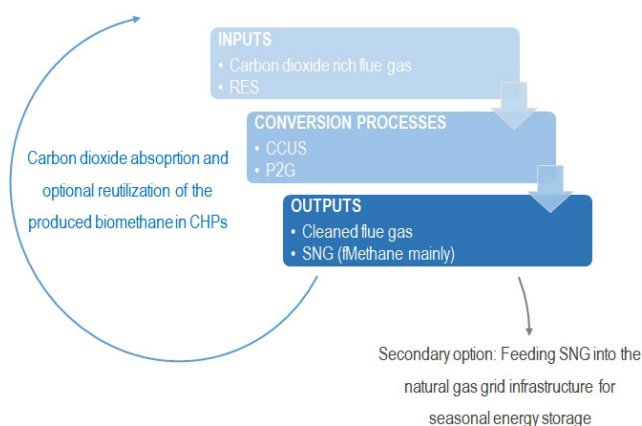 INPUTS
• Carbon dioxide rich flue gas
• RES
CONVERSION PROCESSES
• CCUS
• P2G
Carbon dioxide absoprtion and
optional reutilization of the
produced biomethane in CHPs
OUTPUTS
• Cleaned flue gas
• SNG (fMethane mainly)
Secondary option: Feeding SNG into the
natural gas grid infrastructure for
seasonal energy storage